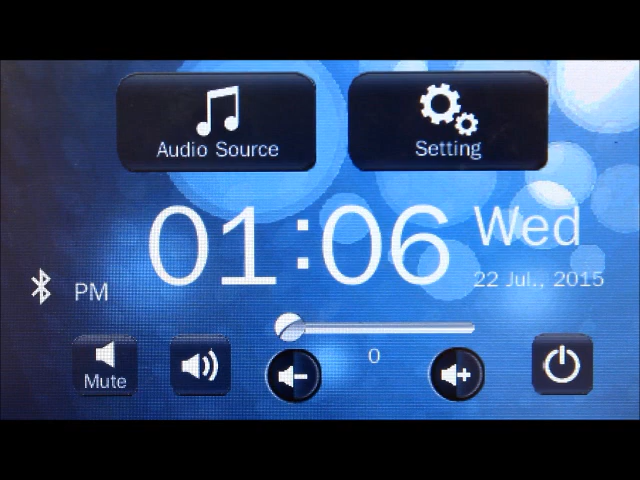 Audio Source
Setting
01:06
Wed
22 Jul., 2015
PM
0
Mute